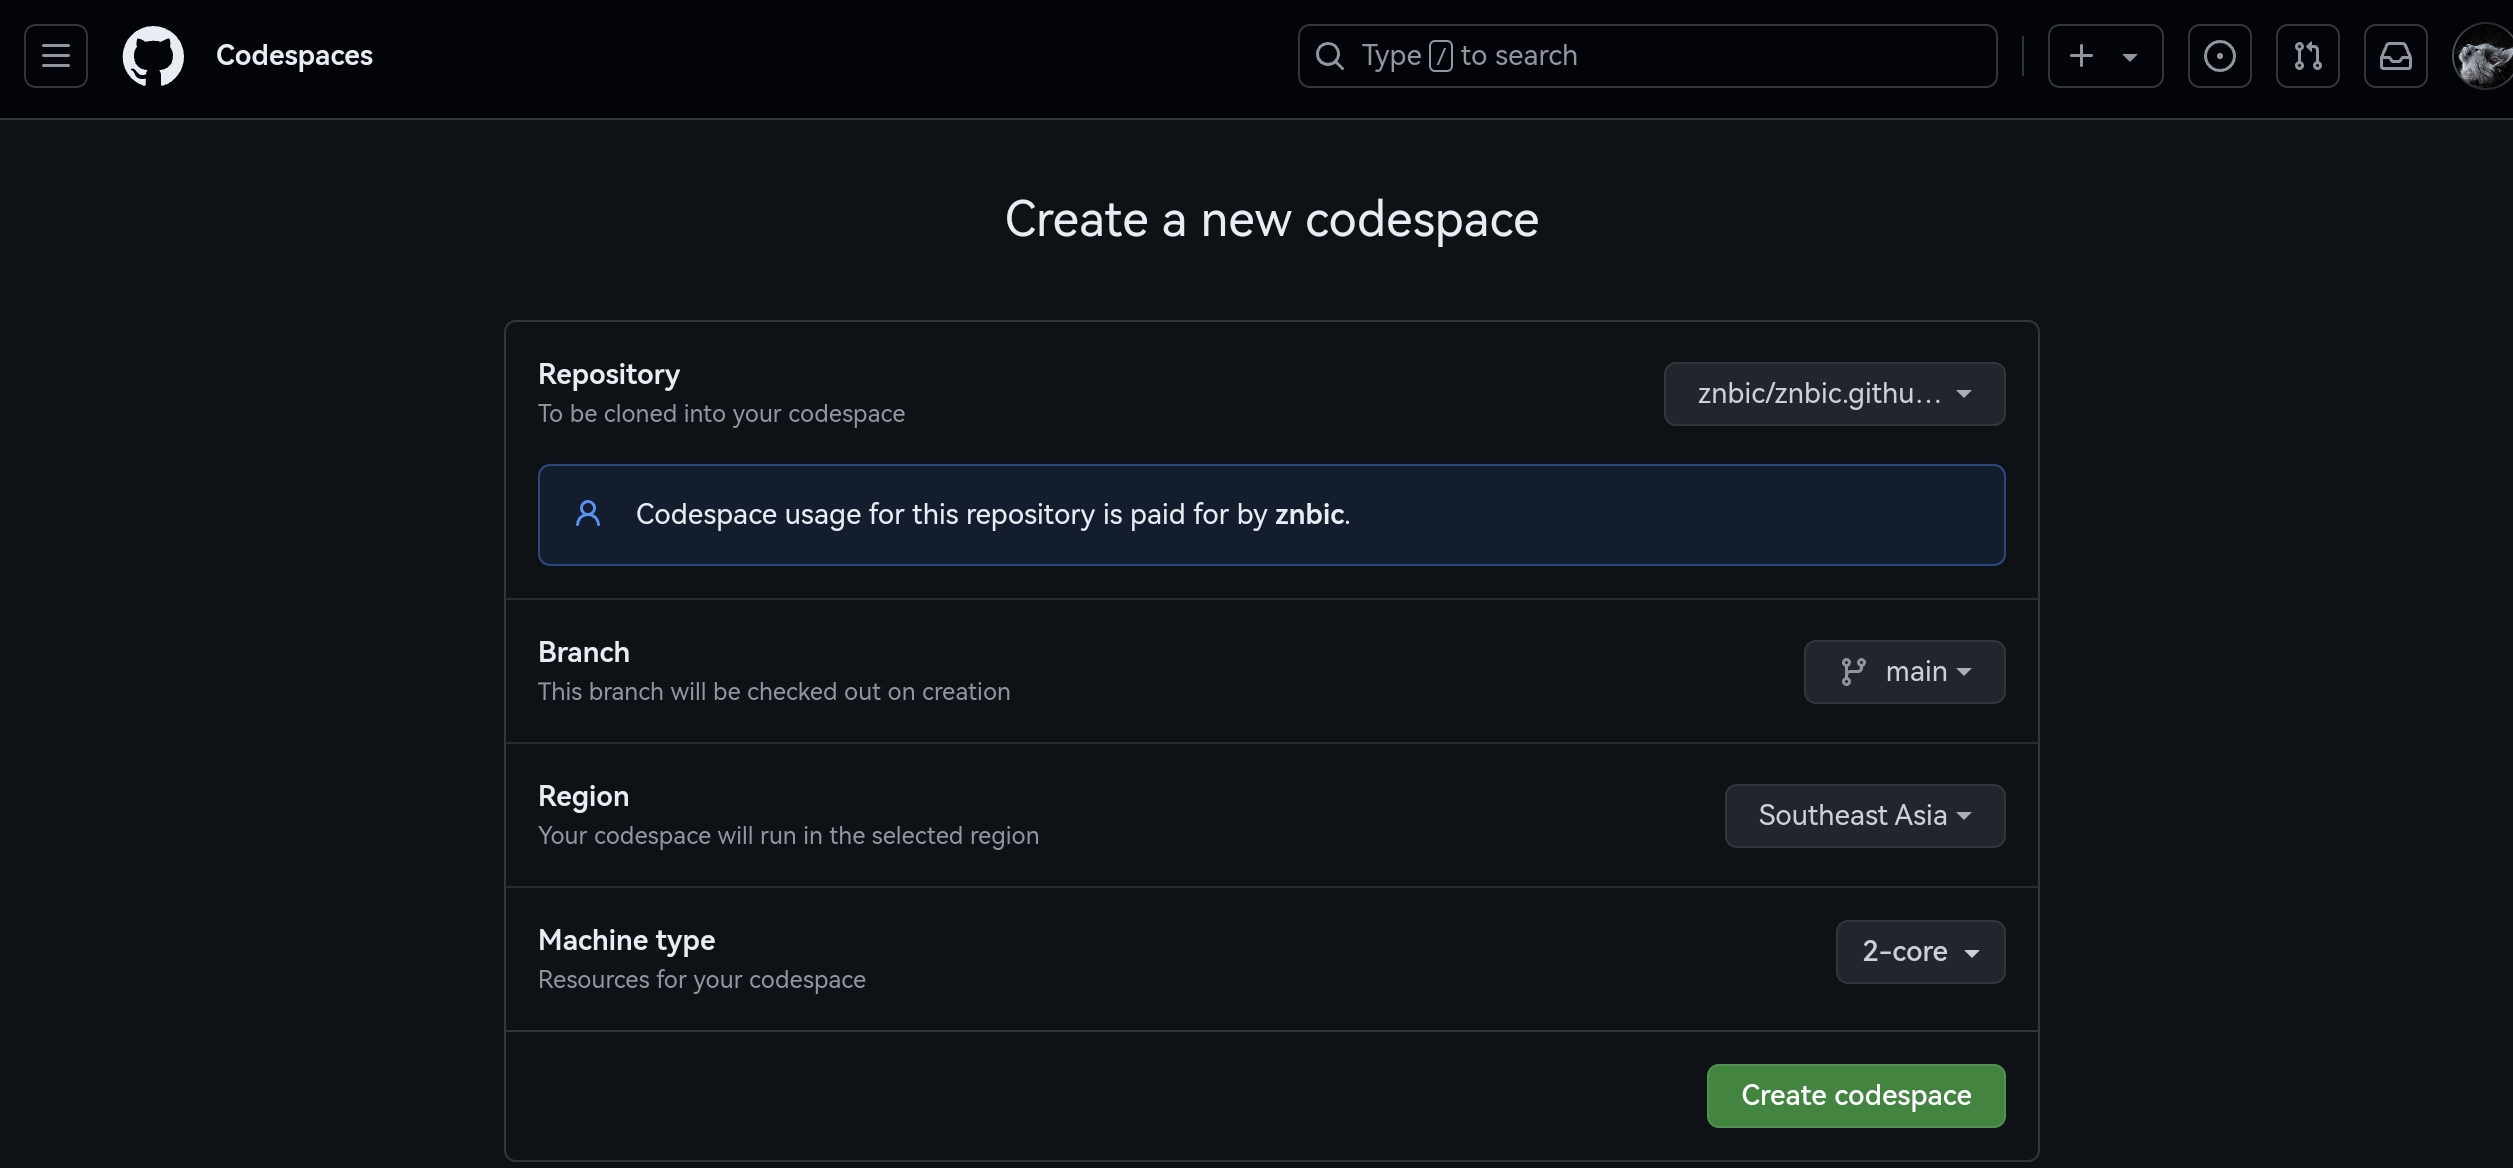 Codespaces
Type / to search
Create a new codespace
Repository
To be cloned into your codespace
znbic/znbic.githu...
Codespace usage for this repository is paid for by znbic.
Branch
This branch will be checked out on creation
main
Region
Your codespace will run in the selected region
Southeast Asia
Machine type
Resources for your codespace
2-core
Create codespace